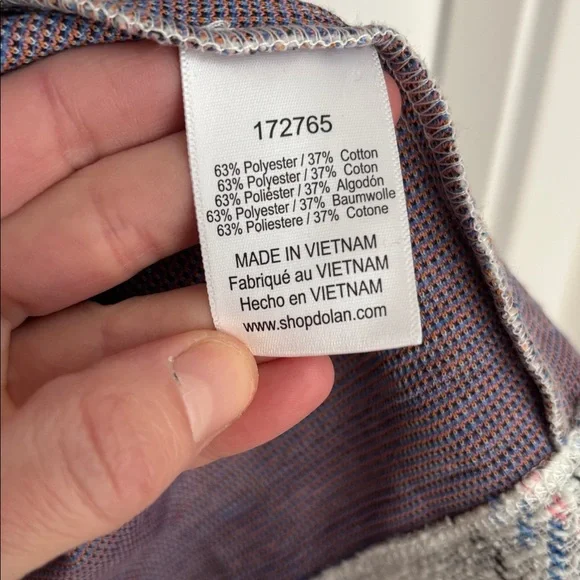 172765
63% Polyester / 37% Cotton
63% Polyester / 37% Coton
63% Poliéster / 37% Algodón
63% Polyester / 37% Baumwolle
63% Poliestere / 37% Cotone
MADE IN VIETNAM
Fabriqué au VIETNAM
Hecho en VIETNAM
www.shopdolan.com